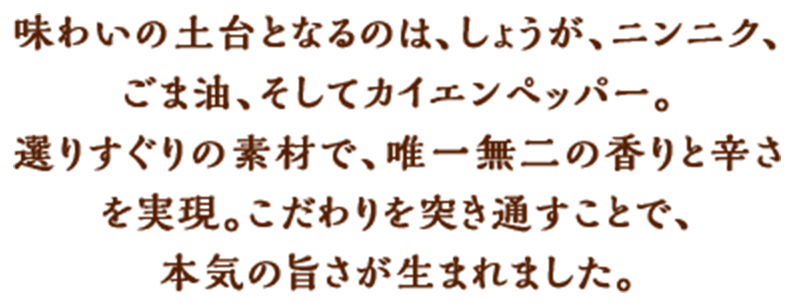 味わいの土台となるのは、しょうが、ニンニク、
ごま油、そしてカイエンペッパー。
選りすぐりの素材で、唯一無二の香りと辛さ
を実現。こだわりを突き通すことで、
本気の旨さが生まれました。